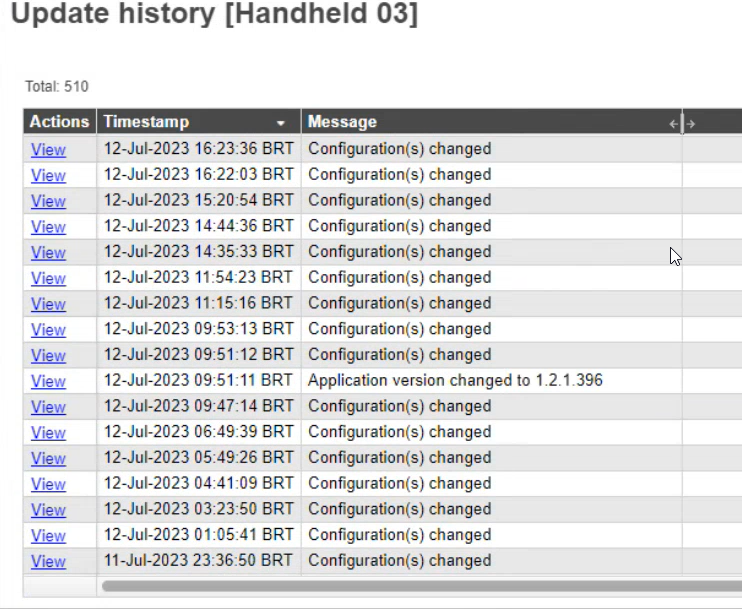 Update history [Handheld 03]
Total: 510
Actions Timestamp Message
View 12-Jul-2023 16:23:36 BRT Configuration(s) changed
View 12-Jul-2023 16:22:03 BRT Configuration(s) changed
View 12-Jul-2023 15:20:54 BRT Configuration(s) changed
View 12-Jul-2023 14:44:36 BRT Configuration(s) changed
View 12-Jul-2023 14:35:33 BRT Configuration(s) changed
View 12-Jul-2023 11:54:23 BRT Configuration(s) changed
View 12-Jul-2023 11:15:16 BRT Configuration(s) changed
View 12-Jul-2023 09:53:13 BRT Configuration(s) changed
View 12-Jul-2023 09:51:12 BRT Configuration(s) changed
View 12-Jul-2023 09:51:11 BRT Application version changed to 1.2.1.396
View 12-Jul-2023 09:47:14 BRT Configuration(s) changed
View 12-Jul-2023 06:49:39 BRT Configuration(s) changed
View 12-Jul-2023 05:49:26 BRT Configuration(s) changed
View 12-Jul-2023 04:41:09 BRT Configuration(s) changed
View 12-Jul-2023 03:23:50 BRT Configuration(s) changed
View 12-Jul-2023 01:05:41 BRT Configuration(s) changed
View 11-Jul-2023 23:36:50 BRT Configuration(s) changed